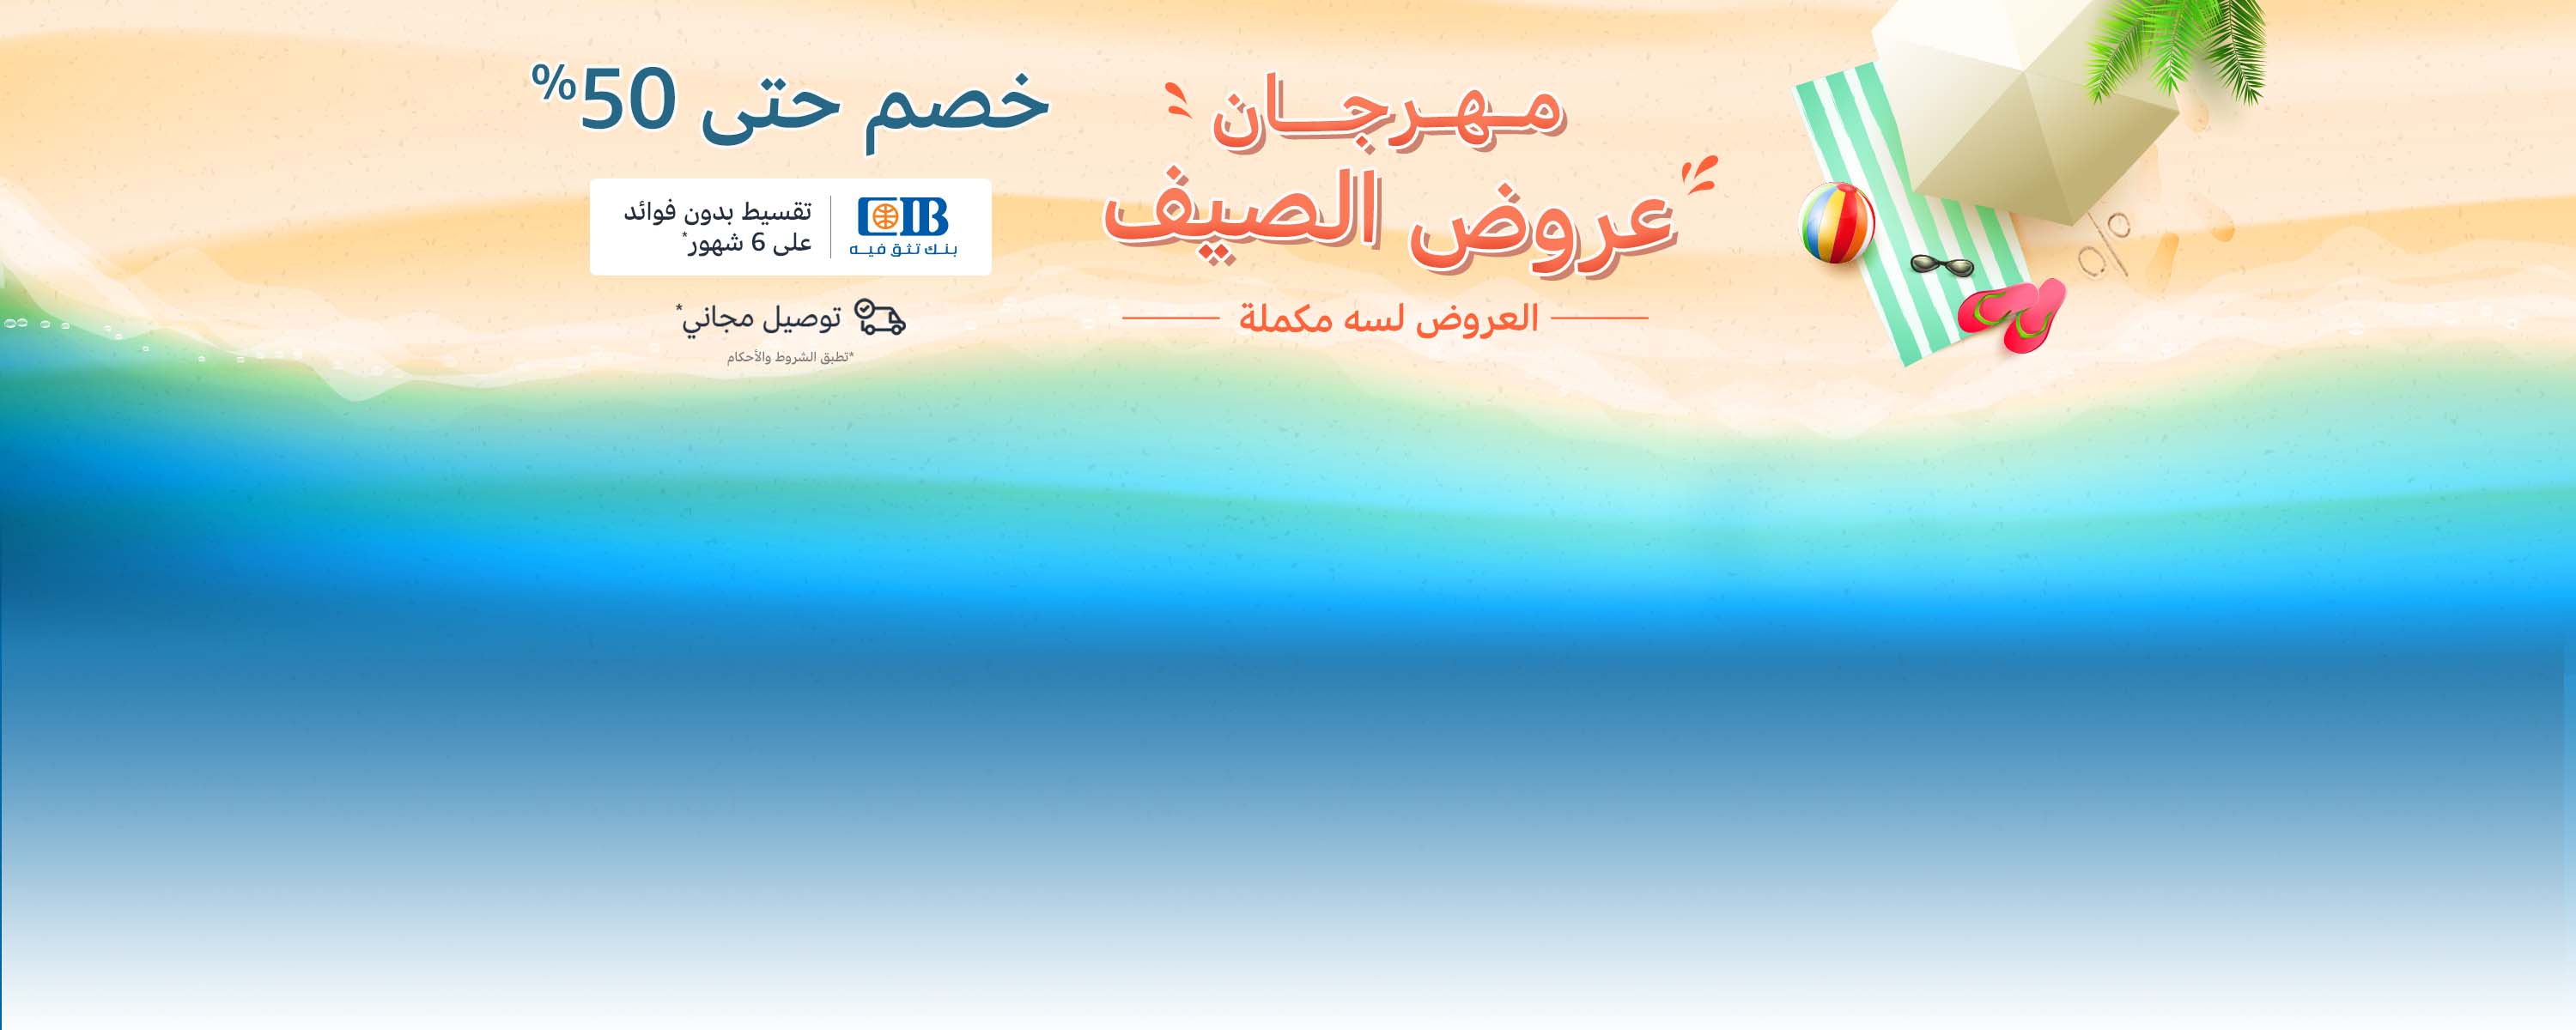 مهرجان
عروض الصيف
العروض لسه مكملة
خصم حتى 50%
CIB
بنك تثق فيه
تقسيط بدون فوائد
على 6 شهور*
توصيل مجاني*
*تطبق الشروط والأحكام
%